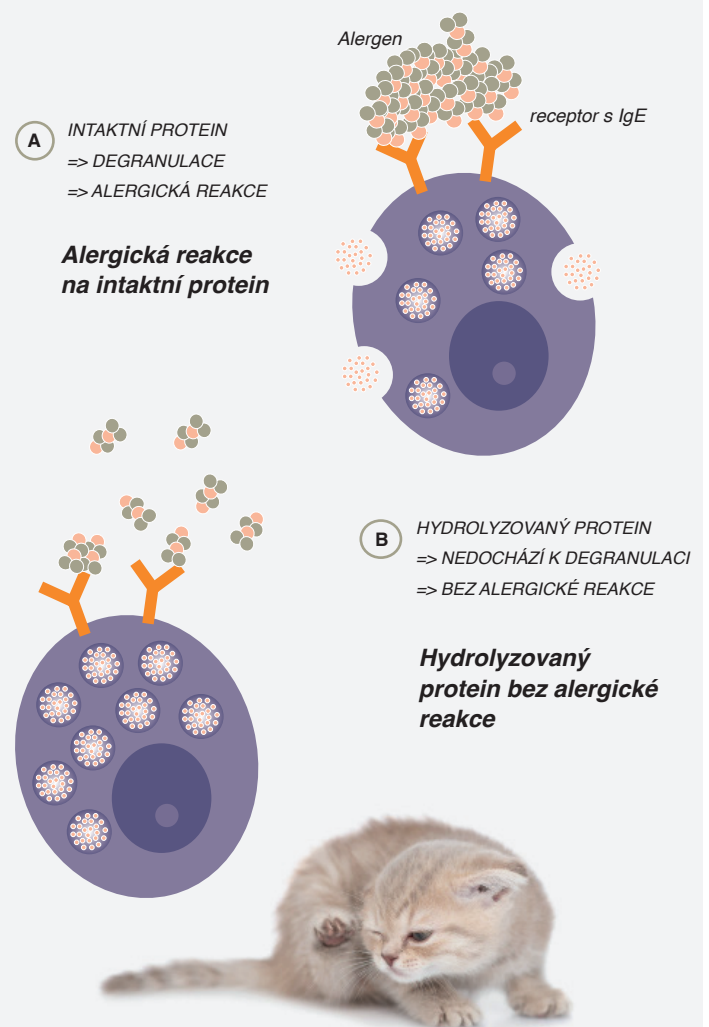 Alergen
receptor s IgE
A
INTAKTNÍ PROTEIN
=> DEGRANULACE
=> ALERGICKÁ REAKCE
Alergická reakce
na intaktní protein
B
HYDROLYZOVANÝ PROTEIN
=> NEDOCHÁZÍ K DEGRANULACI
=> BEZ ALERGICKÉ REAKCE
Hydrolyzovaný
protein bez alergické
reakce